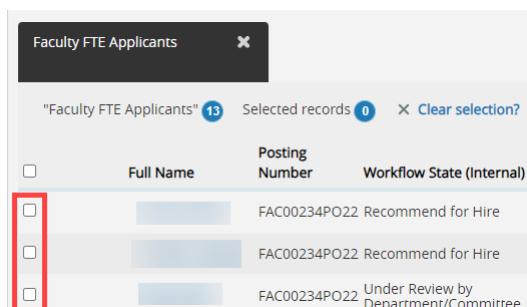 Faculty FTE Applicants ×
"Faculty FTE Applicants" 13 Selected records 0 × Clear selection?
Full Name Posting Number Workflow State (Internal)
FAC00234PO22 Recommend for Hire
FAC00234PO22 Recommend for Hire
FAC00234PO22 Under Review by Department/Committee